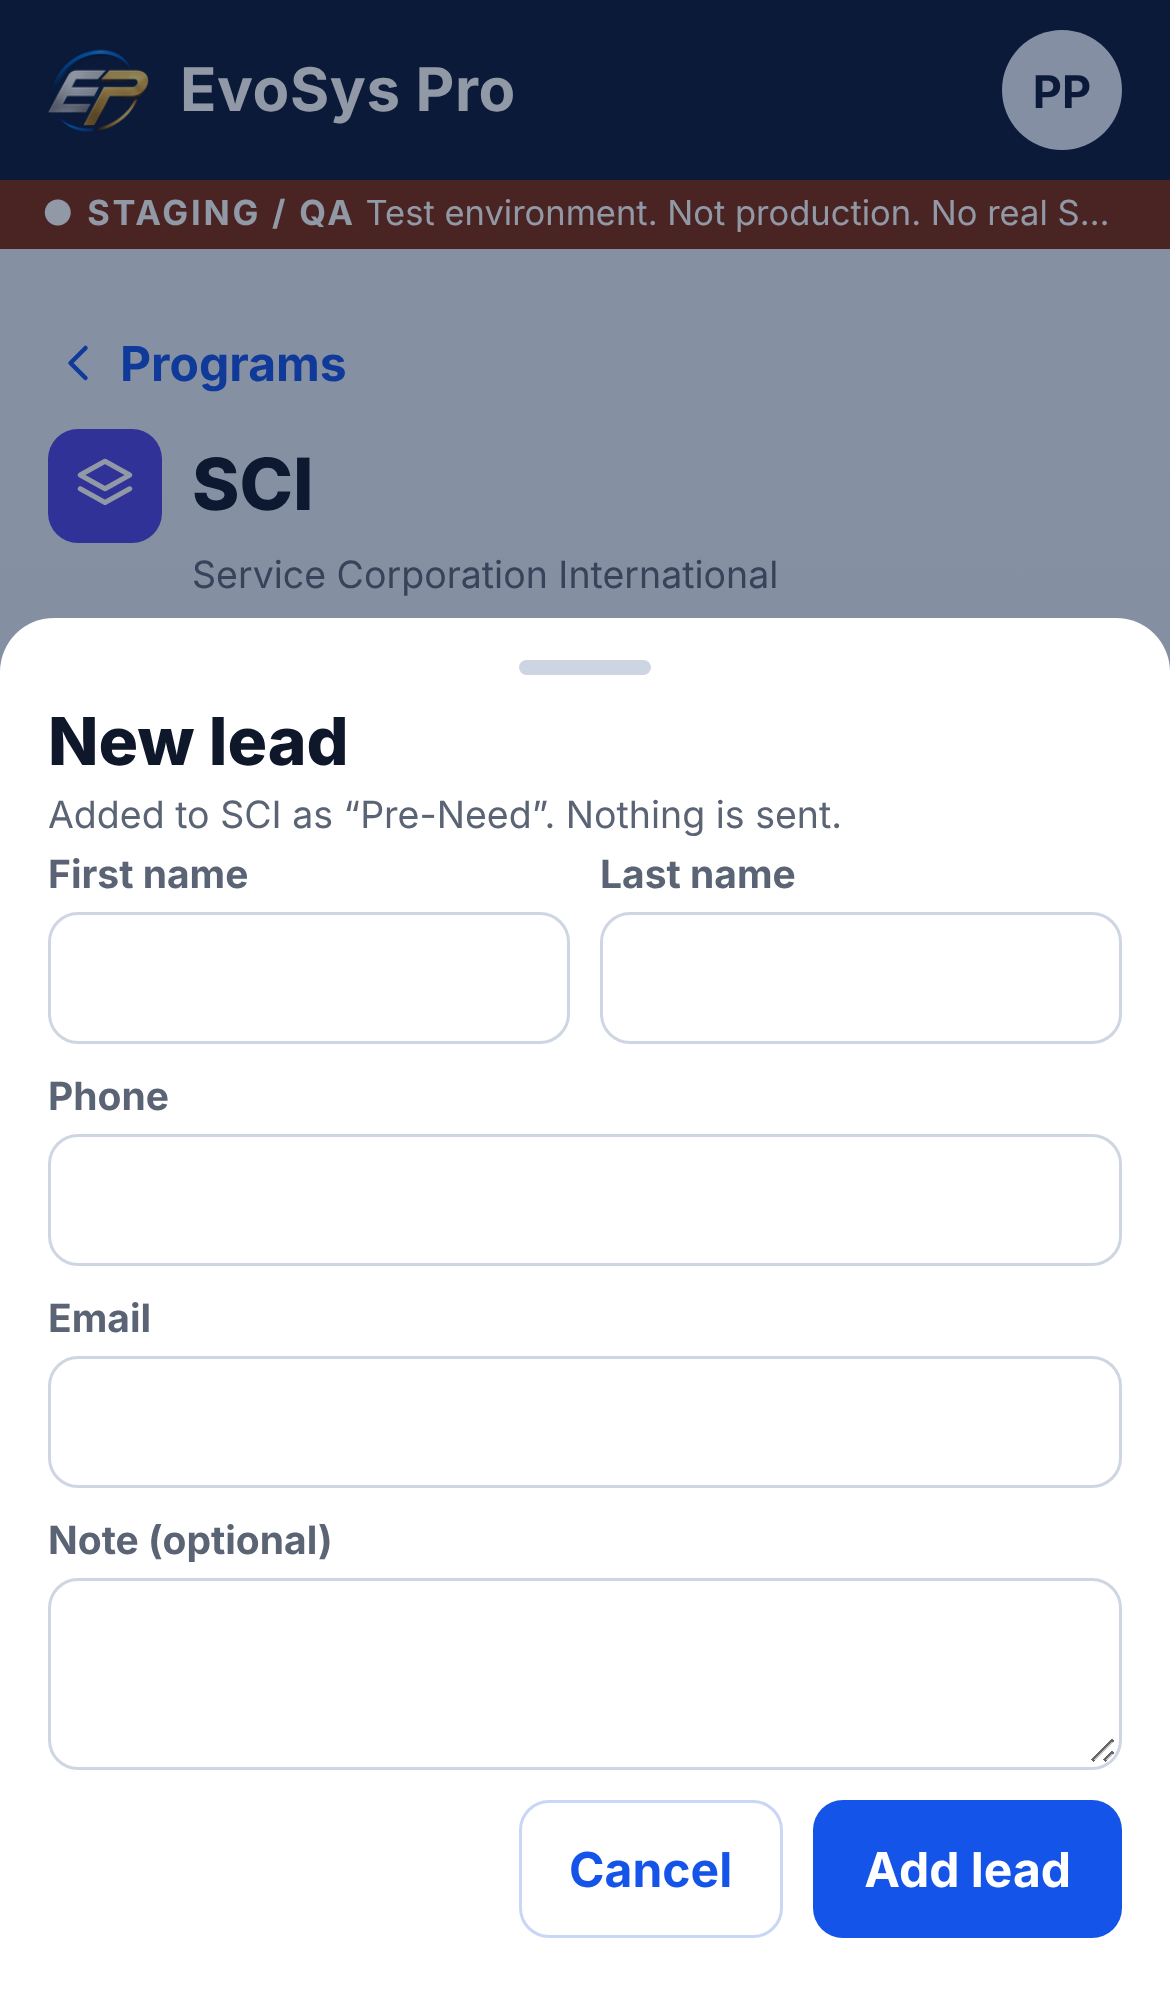 EP EvoSys Pro PP
STAGING / QA Test environment. Not production. No real S...
Programs
SCI
Service Corporation International
New lead
Added to SCI as “Pre-Need”. Nothing is sent.
First name Last name
Phone
Email
Note (optional)
Cancel Add lead